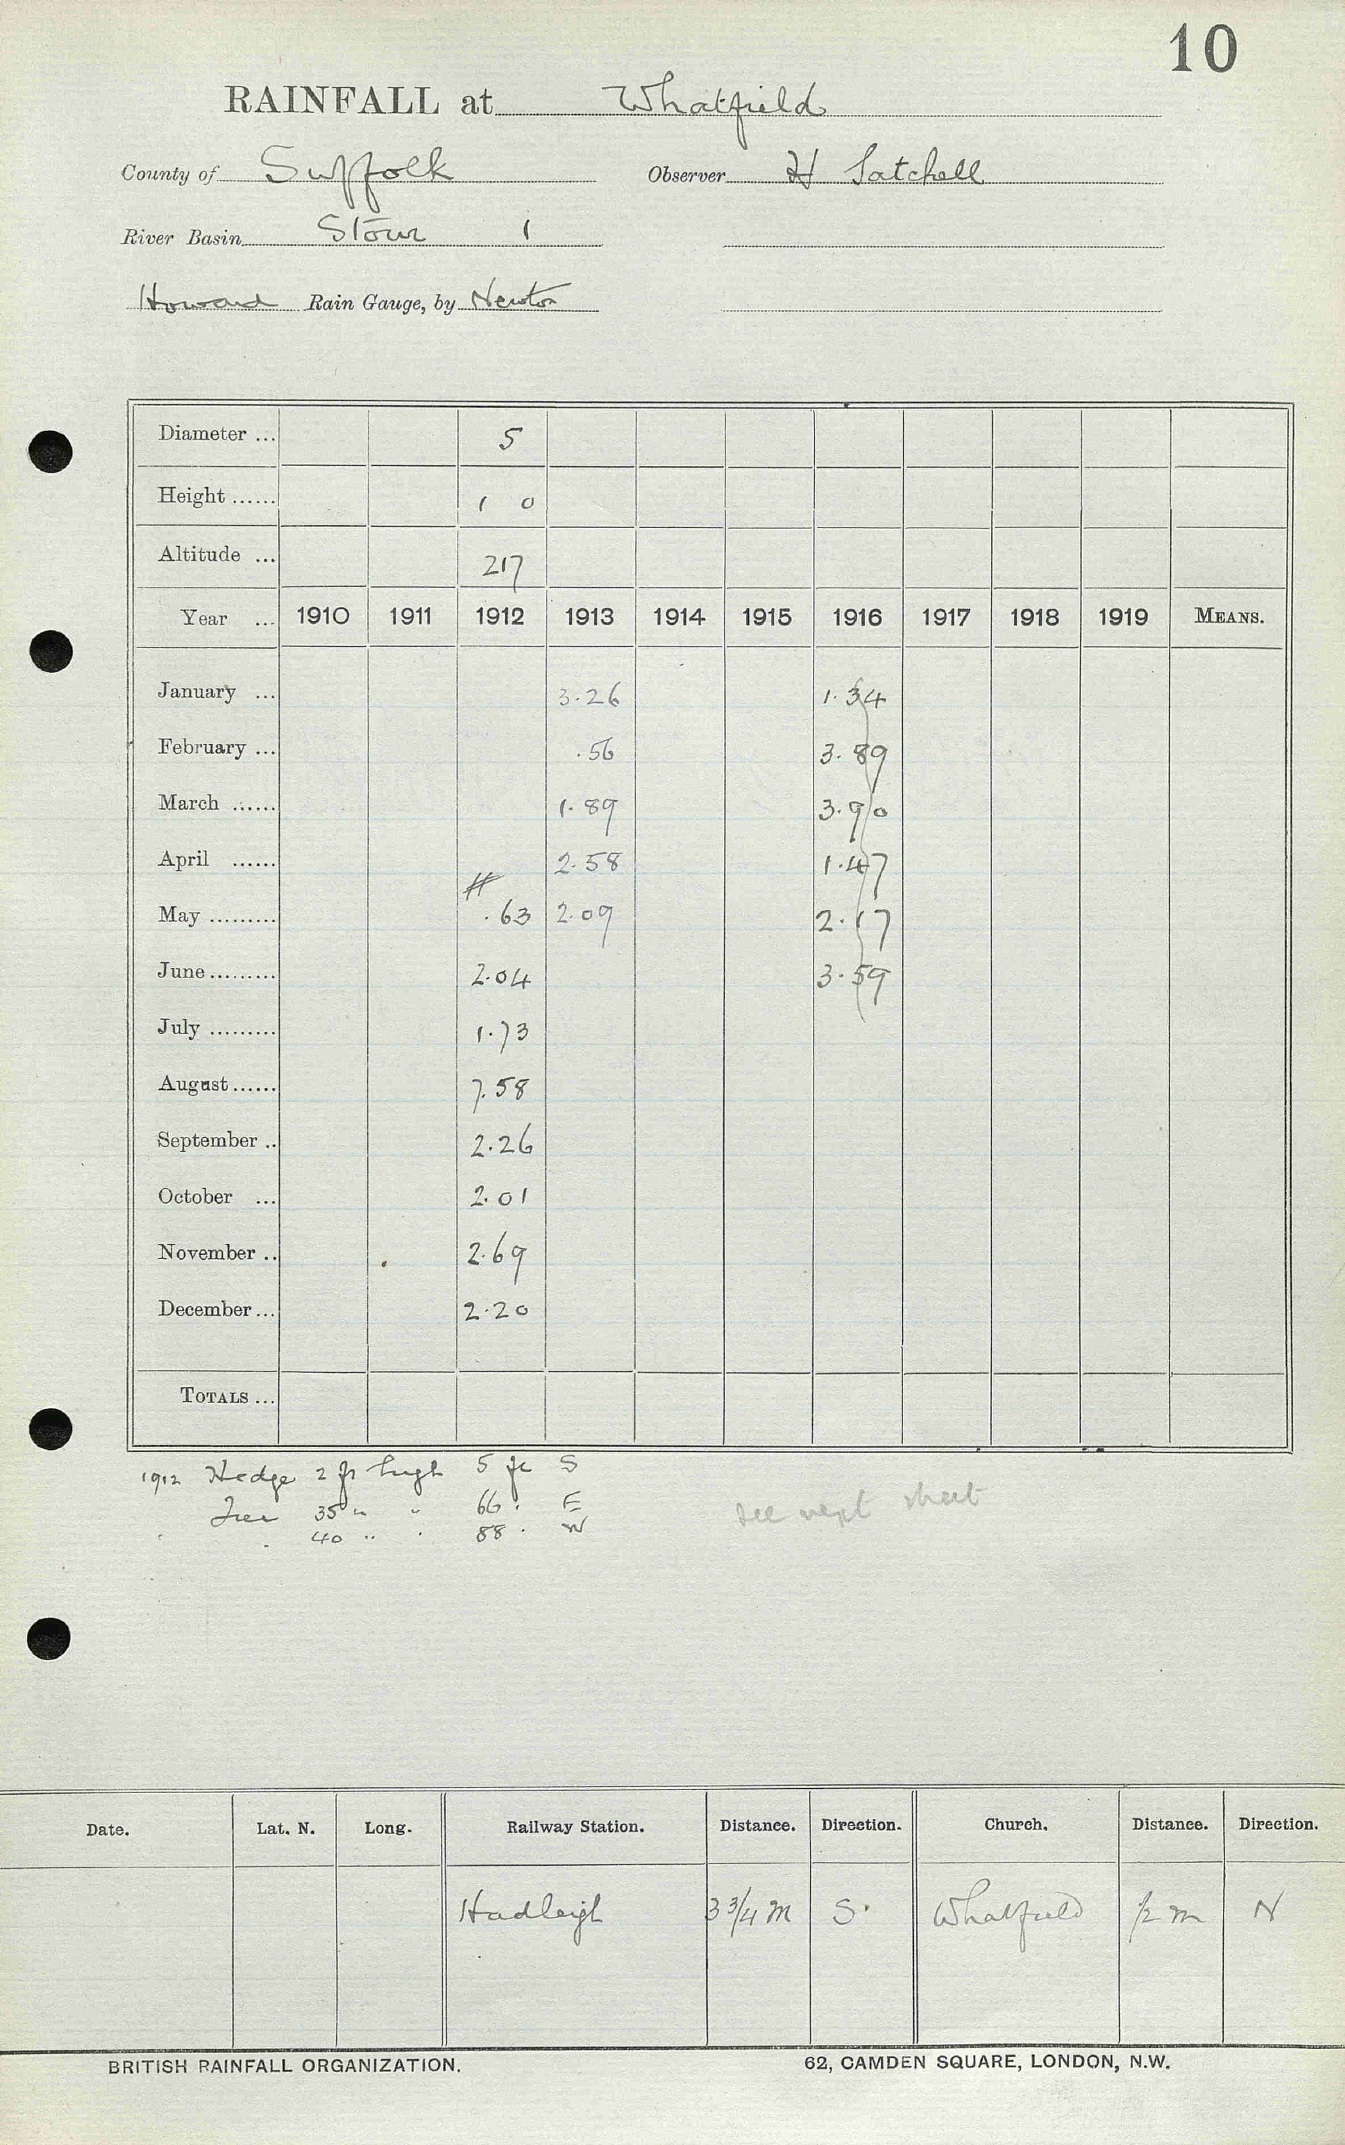 10
RAINFALL at Whatfield
County of Suffolk Observer H Satchell
River Basin Stour 1
Howard Rain Gauge, by Newton
Diameter ... 5
Height ...... 1 0
Altitude ... 217
Year ... 1910 1911 1912 1913 1914 1915 1916 1917 1918 1919 MEANS.
January ... 3.26 1.34
February ... .56 3.89
March ...... 1.89 3.90
April ...... 2.58 1.47
May ......... .63 2.09 2.17
June ......... 2.04 3.59
July ......... 1.73
August ...... 7.58
September .. 2.26
October ... 2.01
November .. 2.69
December ... 2.20
TOTALS ...
1912 Hedge 2 ft high 5 ft S
Tree 35 " " 66 " E
" 40 " " 88 " W
see next sheet
Date. Lat. N. Long. Railway Station. Distance. Direction. Church. Distance. Direction.
Hadleigh 3 3/4 m S. Whatfield 1/2 m N
BRITISH RAINFALL ORGANIZATION. 62, CAMDEN SQUARE, LONDON, N.W.